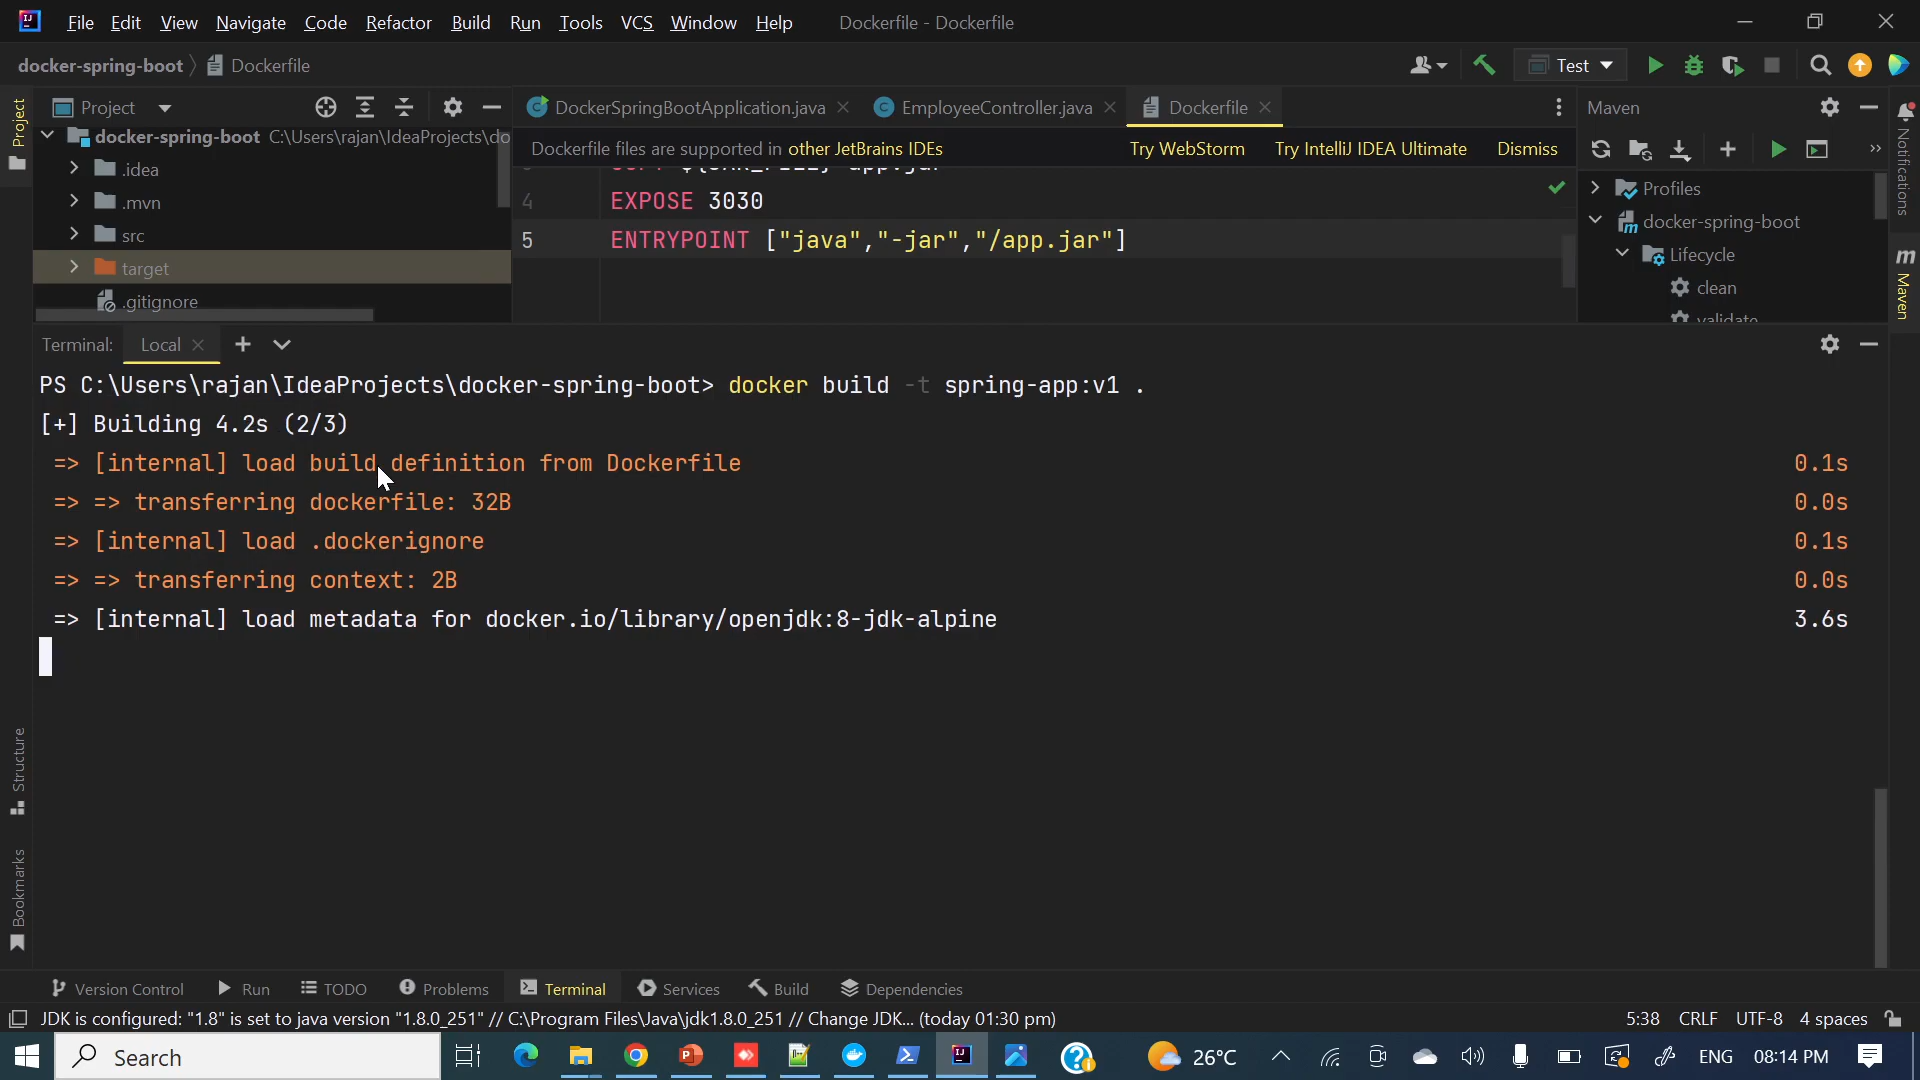 File Edit View Navigate Code Refactor Build Run Tools VCS Window Help Dockerfile - Dockerfile
docker-spring-boot Dockerfile
Test
Project
DockerSpringBootApplication.java
EmployeeController.java
Dockerfile
Maven
docker-spring-boot C:\Users\rajan\IdeaProjects\do
.idea
.mvn
src
target
.gitignore
Dockerfile files are supported in other JetBrains IDEs Try WebStorm Try IntelliJ IDEA Ultimate Dismiss
4 EXPOSE 3030
5 ENTRYPOINT ["java","-jar","/app.jar"]
Profiles
docker-spring-boot
Lifecycle
clean
validate
Project
Structure
Bookmarks
Notifications
Maven
Terminal: Local
PS C:\Users\rajan\IdeaProjects\docker-spring-boot> docker build -t spring-app:v1 .
[+] Building 4.2s (2/3)
=> [internal] load build definition from Dockerfile 0.1s
=> => transferring dockerfile: 32B 0.0s
=> [internal] load .dockerignore 0.1s
=> => transferring context: 2B 0.0s
=> [internal] load metadata for docker.io/library/openjdk:8-jdk-alpine 3.6s
Version Control Run TODO Problems Terminal Services Build Dependencies
JDK is configured: "1.8" is set to java version "1.8.0_251" // C:\Program Files\Java\jdk1.8.0_251 // Change JDK... (today 01:30 pm) 5:38 CRLF UTF-8 4 spaces
Search 26°C ENG 08:14 PM